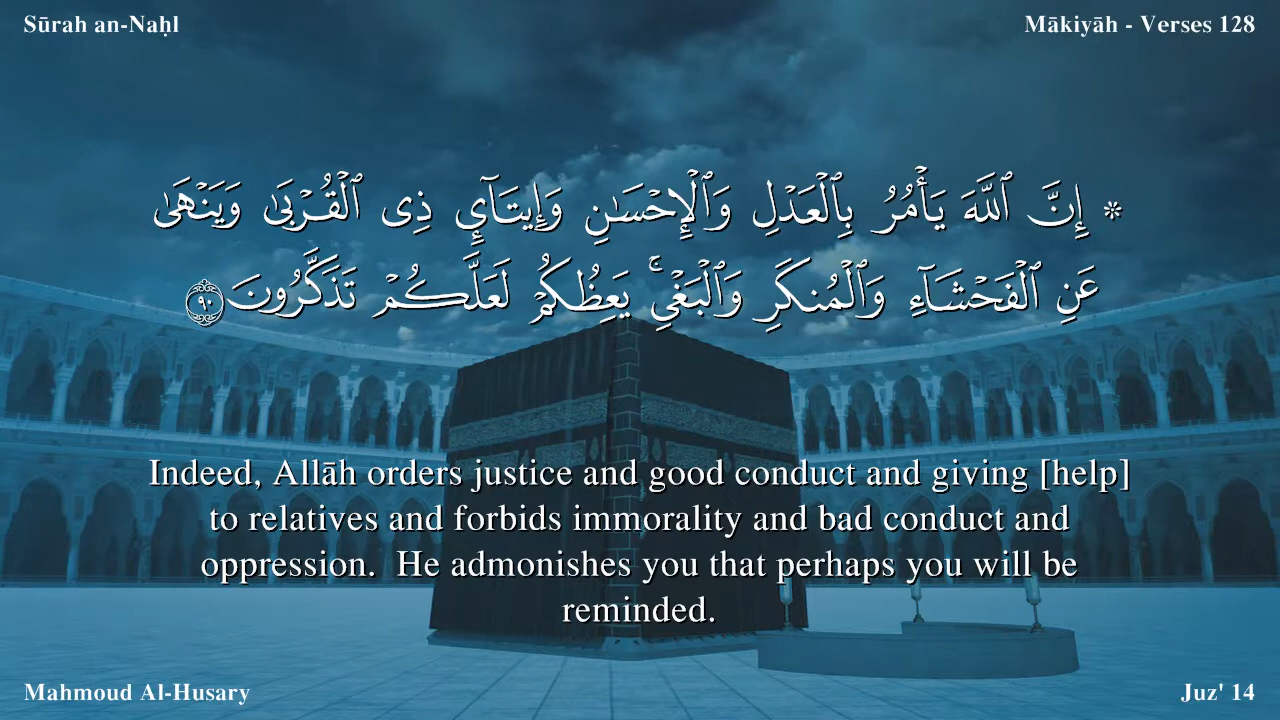 Sūrah an-Naḥl
Mākiyāh - Verses 128
۞ إِنَّ ٱللَّهَ يَأْمُرُ بِٱلْعَدْلِ وَٱلْإِحْسَـٰنِ وَإِيتَآئِ ذِى ٱلْقُرْبَىٰ وَيَنْهَىٰ
عَنِ ٱلْفَحْشَآءِ وَٱلْمُنكَرِ وَٱلْبَغْىِ ۚ يَعِظُكُمْ لَعَلَّكُمْ تَذَكَّرُونَ ٩٠
Indeed, Allāh orders justice and good conduct and giving [help]
to relatives and forbids immorality and bad conduct and
oppression.  He admonishes you that perhaps you will be
reminded.
Mahmoud Al-Husary
Juz' 14